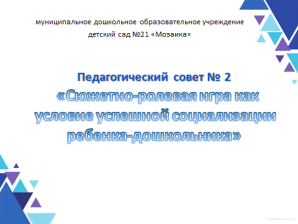 муниципальное дошкольное образовательное учреждение
детский сад №21 «Мозаика»
Педагогический совет № 2
«Сюжетно-ролевая игра как
условие успешной социализации
ребенка-дошкольника»